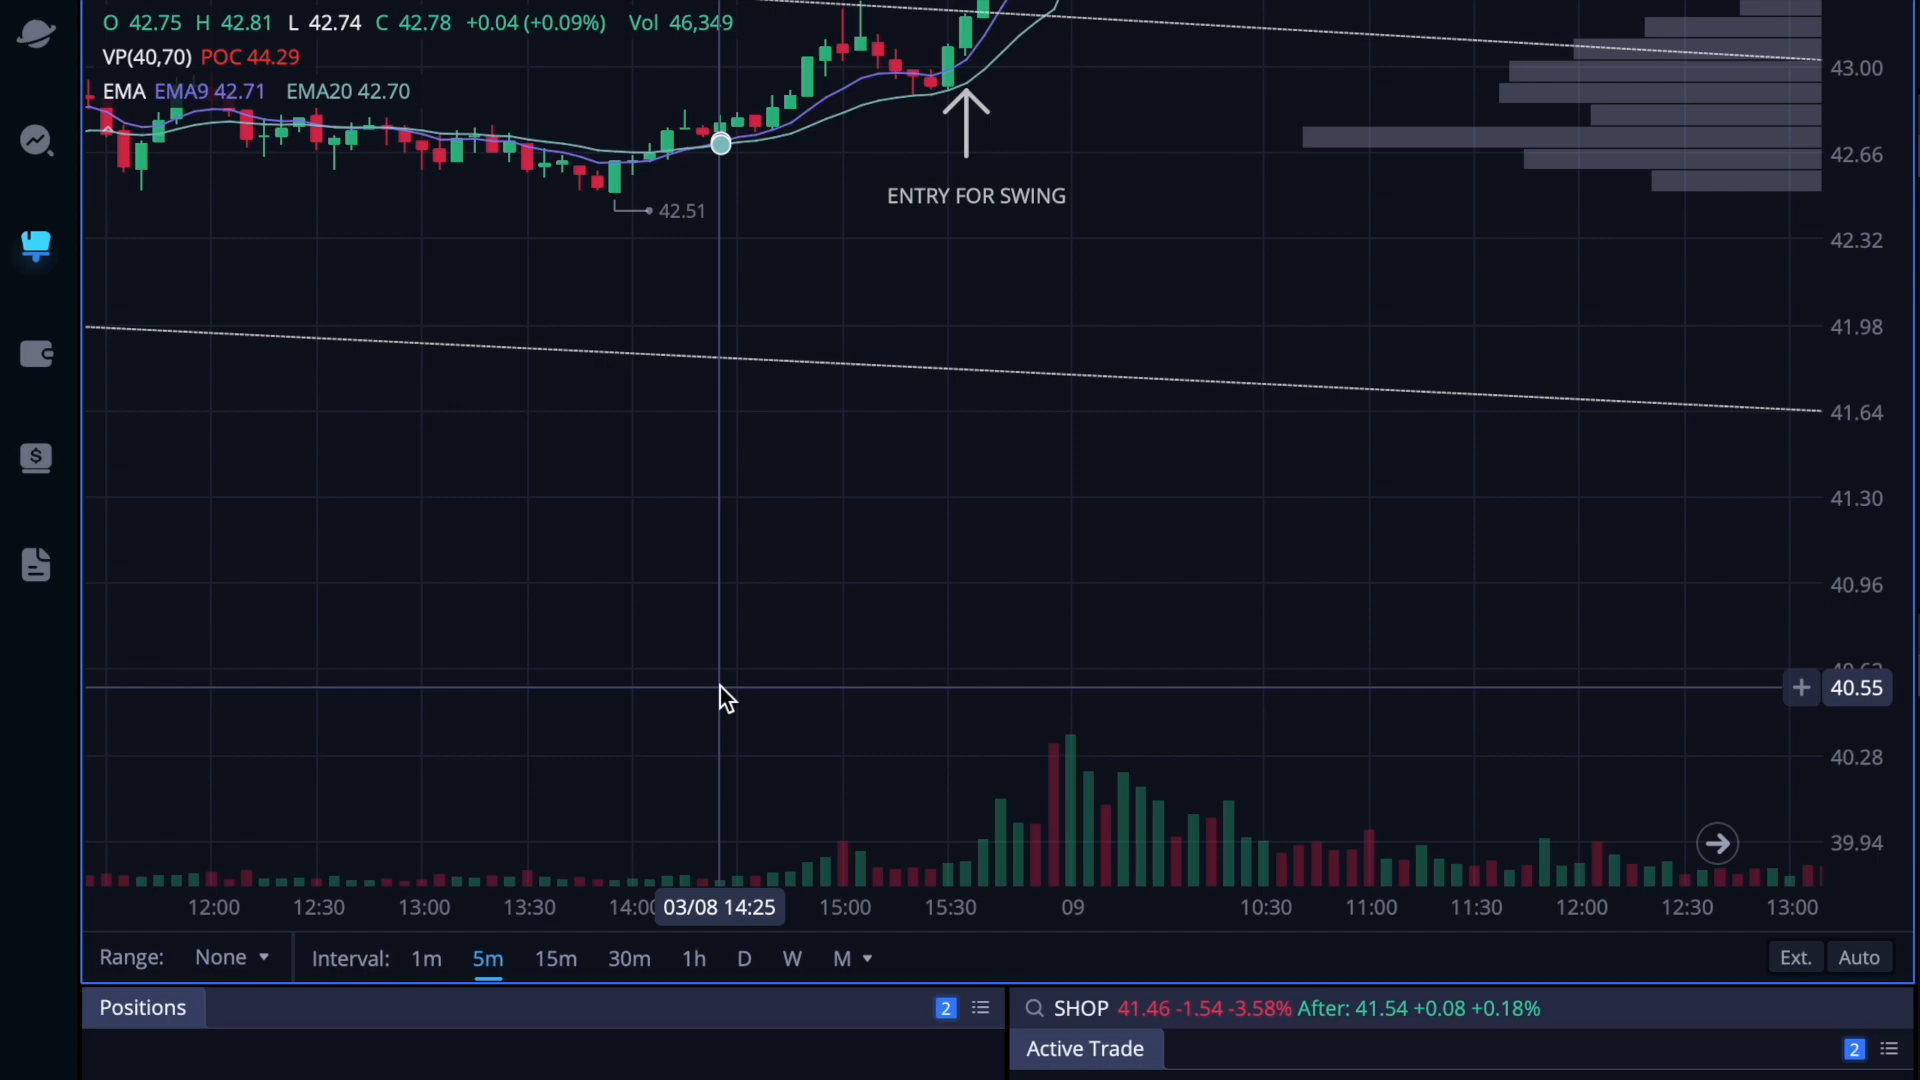 O 42.75 H 42.81 L 42.74 C 42.78 +0.04 (+0.09%) Vol 46,349
VP(40,70) POC 44.29
EMA EMA9 42.71 EMA20 42.70
43.00
42.66
ENTRY FOR SWING
42.51
42.32
41.98
41.64
41.30
40.96
40.62
40.55
40.28
39.94
12:00 12:30 13:00 13:30 14:00 03/08 14:25 15:00 15:30 09 10:30 11:00 11:30 12:00 12:30 13:00
Range: None Interval: 1m 5m 15m 30m 1h D W M Ext. Auto
Positions 2 SHOP 41.46 -1.54 -3.58% After: 41.54 +0.08 +0.18%
Active Trade 2